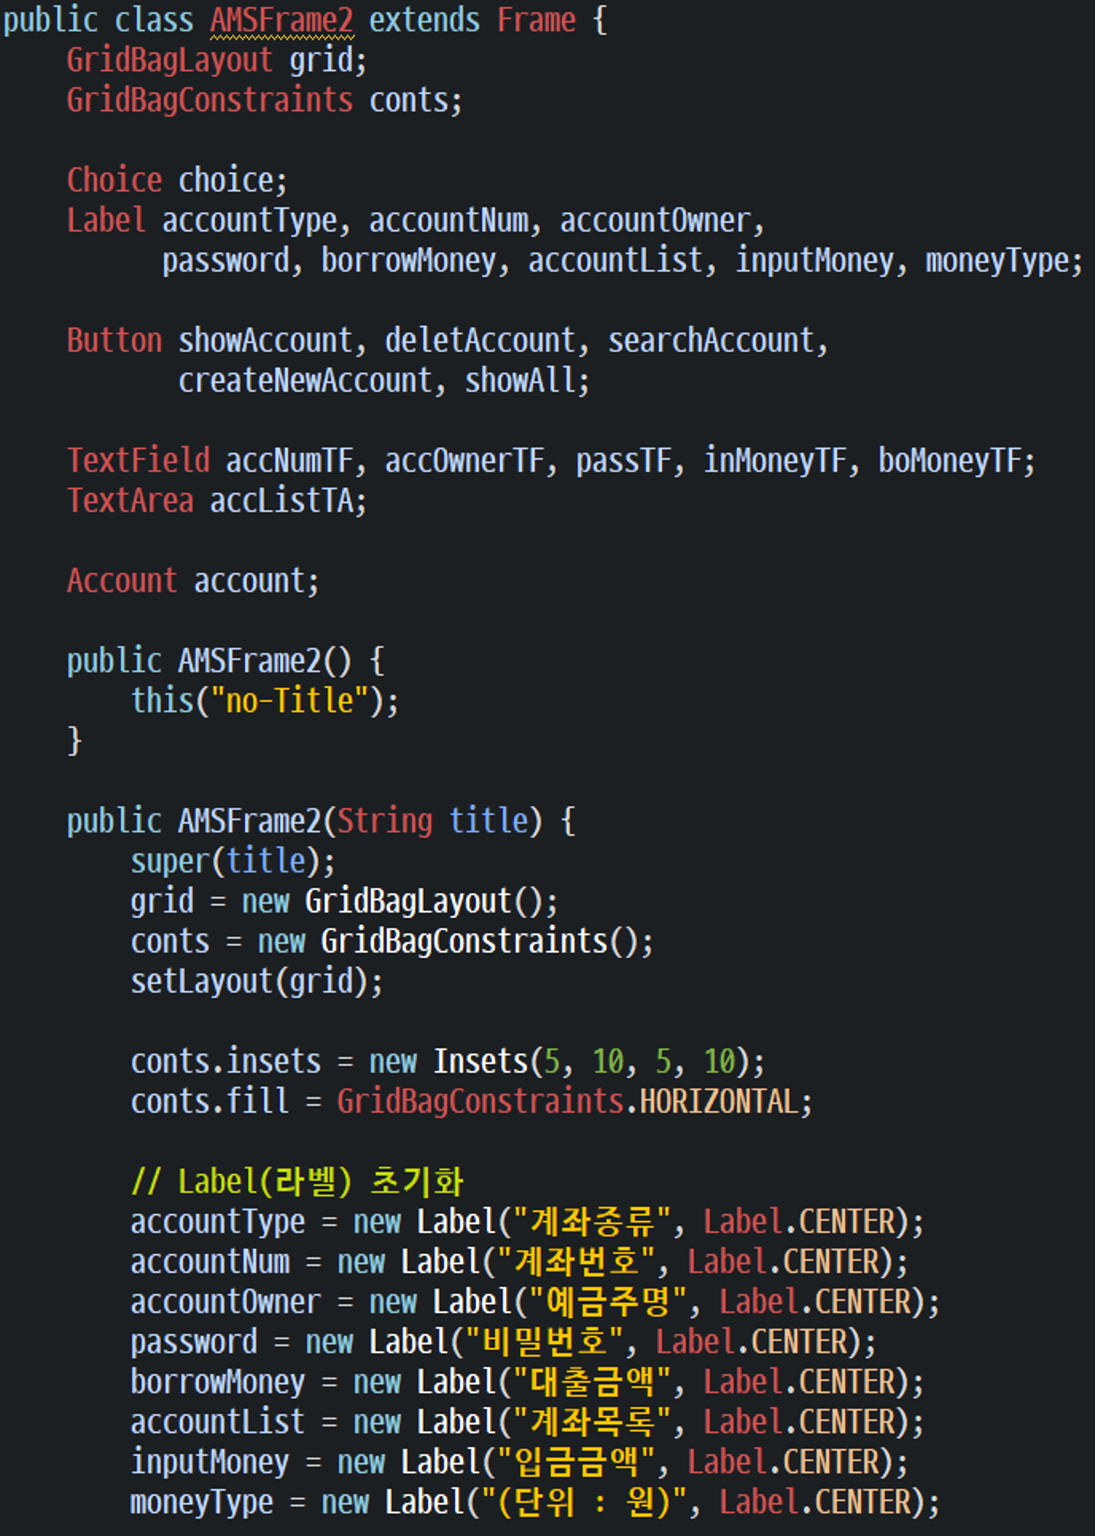 public class AMSFrame2 extends Frame {
GridBagLayout grid;
GridBagConstraints conts;
Choice choice;
Label accountType, accountNum, accountOwner,
password, borrowMoney, accountList, inputMoney, moneyType;
Button showAccount, deletAccount, searchAccount,
createNewAccount, showAll;
TextField accNumTF, accOwnerTF, passTF, inMoneyTF, boMoneyTF;
TextArea accListTA;
Account account;
public AMSFrame2() {
this("no-Title");
}
public AMSFrame2(String title) {
super(title);
grid = new GridBagLayout();
conts = new GridBagConstraints();
setLayout(grid);
conts.insets = new Insets(5, 10, 5, 10);
conts.fill = GridBagConstraints.HORIZONTAL;
// Label(라벨) 초기화
accountType = new Label("계좌종류", Label.CENTER);
accountNum = new Label("계좌번호", Label.CENTER);
accountOwner = new Label("예금주명", Label.CENTER);
password = new Label("비밀번호", Label.CENTER);
borrowMoney = new Label("대출금액", Label.CENTER);
accountList = new Label("계좌목록", Label.CENTER);
inputMoney = new Label("입금금액", Label.CENTER);
moneyType = new Label("(단위 : 원)", Label.CENTER);